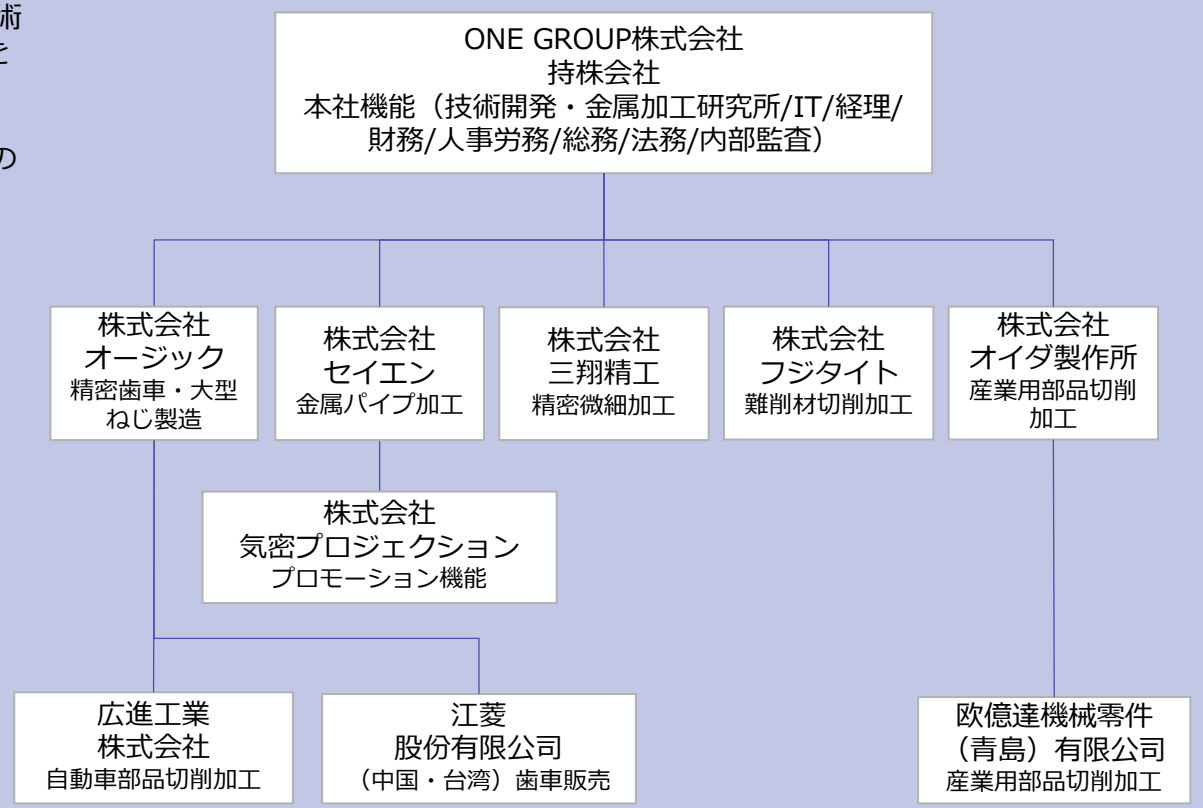 術
と
の
ONE GROUP株式会社
持株会社
本社機能（技術開発・金属加工研究所/IT/経理/
財務/人事労務/総務/法務/内部監査）
株式会社
オージック
精密歯車・大型
ねじ製造
株式会社
セイエン
金属パイプ加工
株式会社
三翔精工
精密微細加工
株式会社
フジタイト
難削材切削加工
株式会社
オイダ製作所
産業用部品切削
加工
株式会社
気密プロジェクション
プロモーション機能
広進工業
株式会社
自動車部品切削加工
江菱
股份有限公司
（中国・台湾）歯車販売
欧億達機械零件
（青島）有限公司
産業用部品切削加工